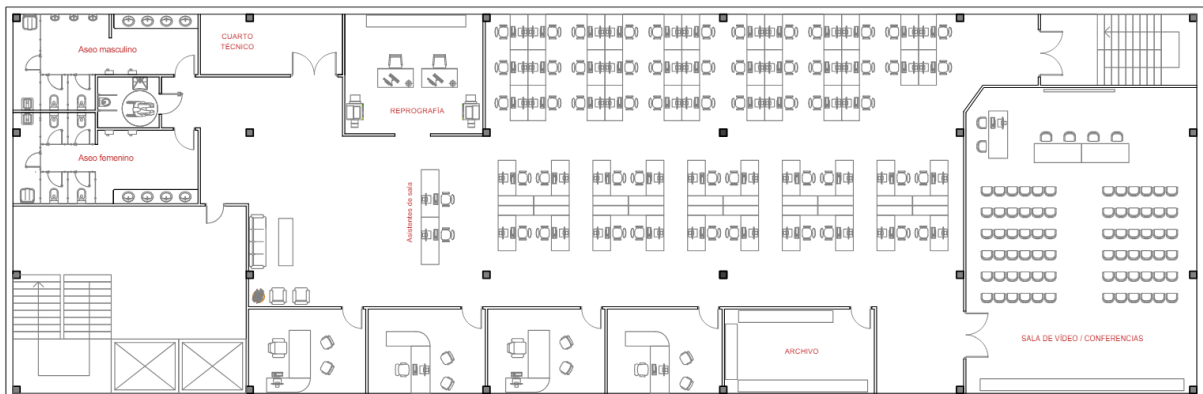 Aseo masculino
CUARTO
TÉCNICO
REPROGRAFÍA
Aseo femenino
Asistentes de sala
SALA DE VÍDEO / CONFERENCIAS
ARCHIVO